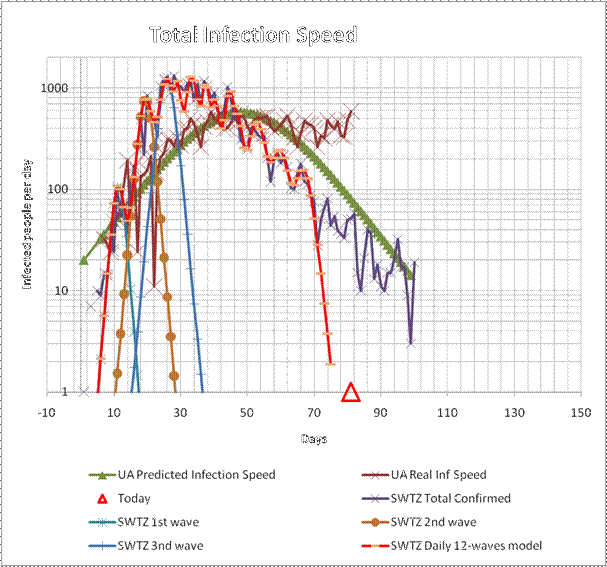 Total Infection Speed
Infected people per day
1000
100
10
1
-10 10 30 50 70 90 110 130 150
Days
UA Predicted Infection Speed
UA Real Inf Speed
Today
SWTZ Total Confirmed
SWTZ 1st wave
SWTZ 2nd wave
SWTZ 3nd wave
SWTZ Daily 12-waves model